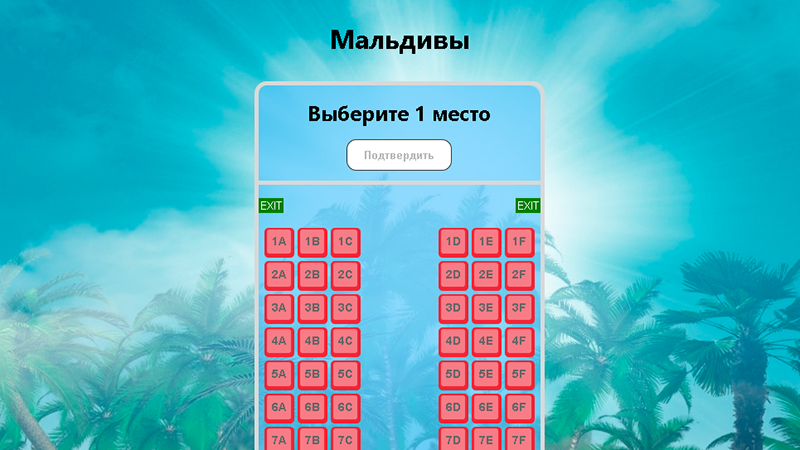 Мальдивы
Выберите 1 место
Подтвердить
EXIT EXIT
1A 1B 1C 1D 1E 1F
2A 2B 2C 2D 2E 2F
3A 3B 3C 3D 3E 3F
4A 4B 4C 4D 4E 4F
5A 5B 5C 5D 5E 5F
6A 6B 6C 6D 6E 6F
7A 7B 7C 7D 7E 7F